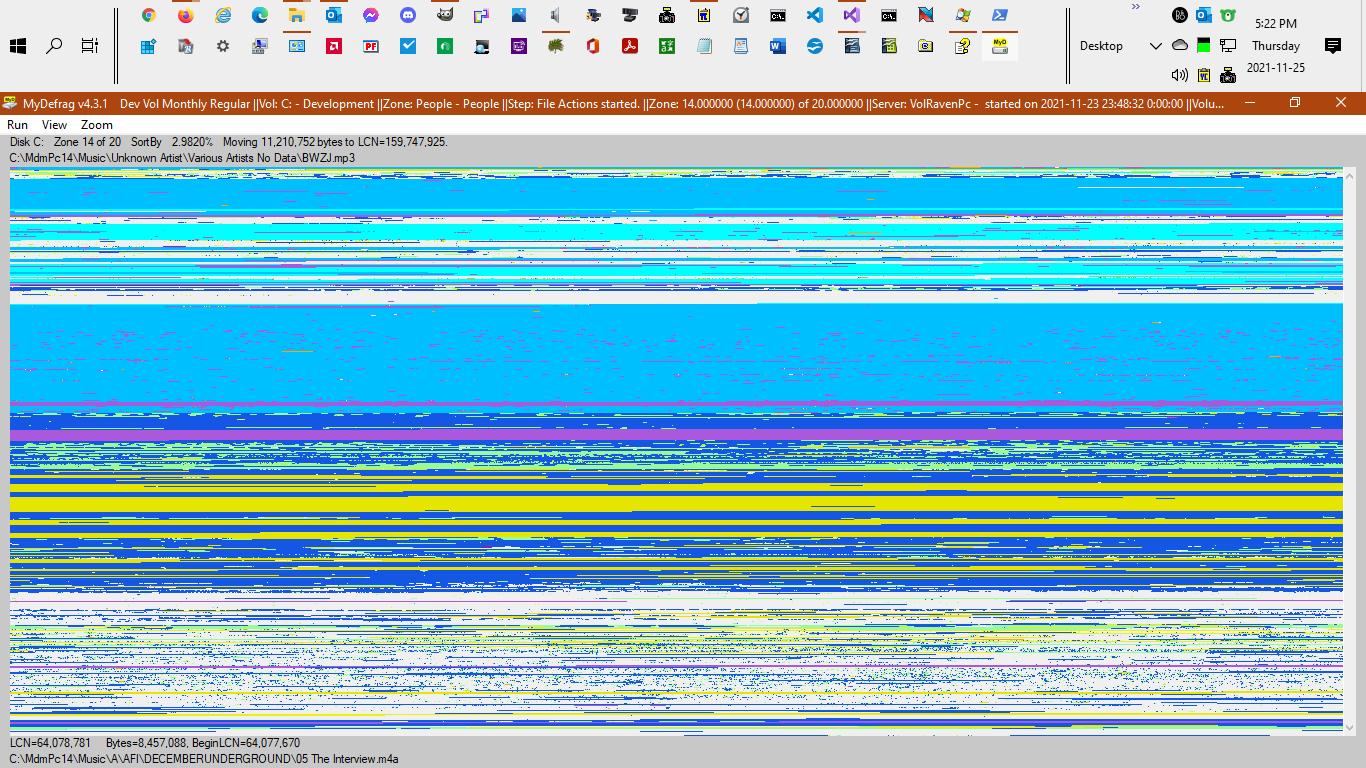 »
5:22 PM
Desktop
Thursday
2021-11-25
MyDefrag v4.3.1 Dev Vol Monthly Regular ||Vol: C: - Development ||Zone: People - People ||Step: File Actions started. ||Zone: 14.000000 (14.000000) of 20.000000 ||Server: VolRavenPc - started on 2021-11-23 23:48:32 0:00:00 ||Volu...
Run View Zoom
Disk C: Zone 14 of 20 SortBy 2.9820% Moving 11,210,752 bytes to LCN=159,747,925.
C:\MdmPc14\Music\Unknown Artist\Various Artists No Data\BWZJ.mp3
LCN=64,078,781 Bytes=8,457,088, BeginLCN=64,077,670
C:\MdmPc14\Music\A\AFI\DECEMBERUNDERGROUND\05 The Interview.m4a